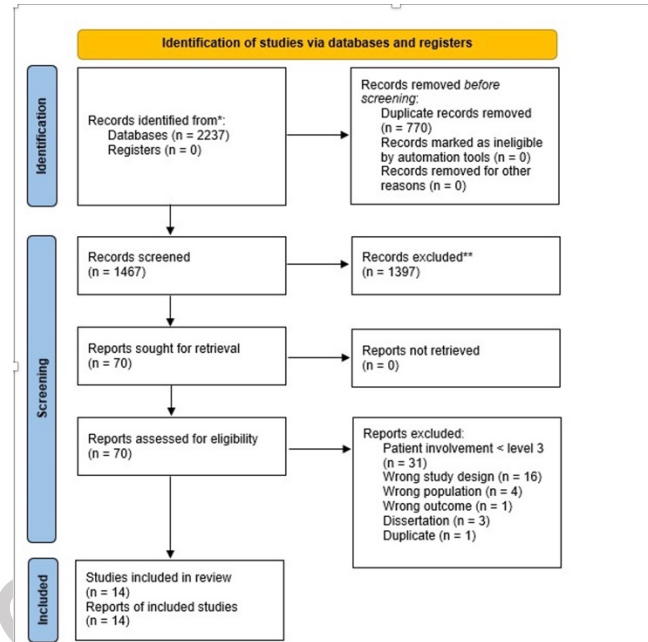 Identification of studies via databases and registers
Identification
Records identified from*:
Databases (n = 2237)
Registers (n = 0)
Records removed before
screening:
Duplicate records removed
(n = 770)
Records marked as ineligible
by automation tools (n = 0)
Records removed for other
reasons (n = 0)
Screening
Records screened
(n = 1467)
Records excluded**
(n = 1397)
Reports sought for retrieval
(n = 70)
Reports not retrieved
(n = 0)
Reports assessed for eligibility
(n = 70)
Reports excluded:
Patient involvement < level 3
(n = 31)
Wrong study design (n = 16)
Wrong population (n = 4)
Wrong outcome (n = 1)
Dissertation (n = 3)
Duplicate (n = 1)
Included
Studies included in review
(n = 14)
Reports of included studies
(n = 14)